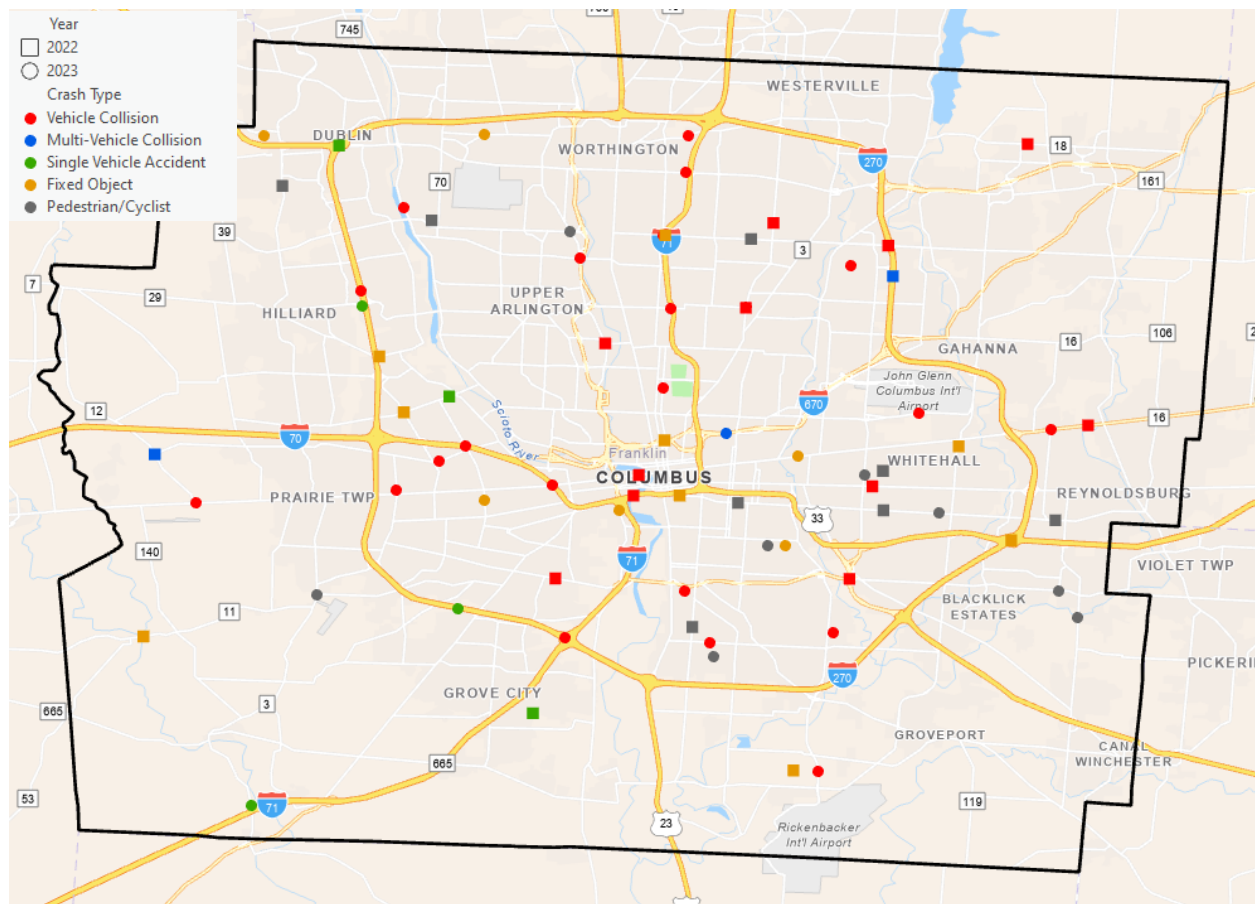 Year
2022
2023
Crash Type
Vehicle Collision
Multi-Vehicle Collision
Single Vehicle Accident
Fixed Object
Pedestrian/Cyclist
745
WESTERVILLE
DUBLIN
WORTHINGTON
18
270
70
161
39
71
3
7
29
UPPER
ARLINGTON
HILLIARD
106
16
GAHANNA
John Glenn
Columbus Int'l
Airport
670
12
Scioto River
16
70
Franklin
WHITEHALL
COLUMBUS
PRAIRIE TWP
REYNOLDSBURG
33
140
71
VIOLET TWP
11
BLACKLICK
ESTATES
PICKERIN
270
GROVE CITY
3
665
GROVEPORT
CANAL
WINCHESTER
665
53
71
119
23
Rickenbacker
Int'l Airport